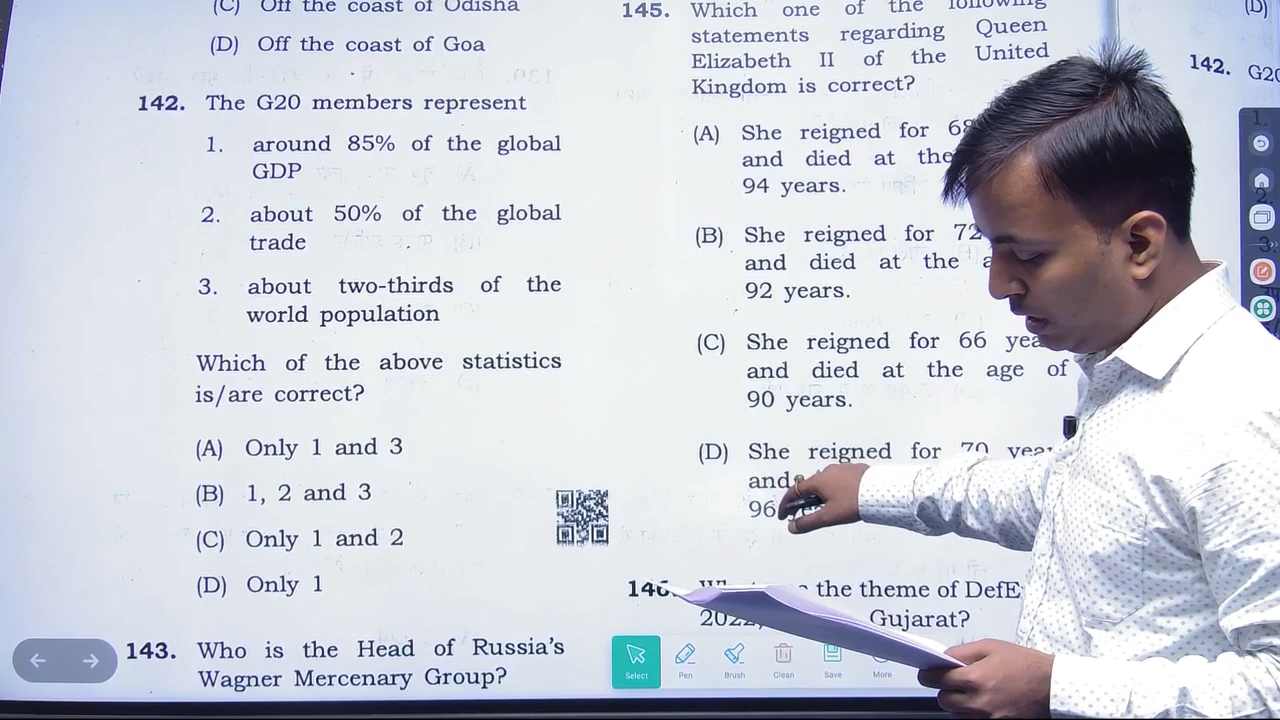 (C) Off the coast of Odisha
(D) Off the coast of Goa
142. The G20 members represent
1. around 85% of the global
GDP
2. about 50% of the global
trade
3. about two-thirds of the
world population
Which of the above statistics
is/are correct?
(A) Only 1 and 3
(B) 1, 2 and 3
(C) Only 1 and 2
(D) Only 1
143. Who is the Head of Russia's
Wagner Mercenary Group?
145. Which one of the following
statements regarding Queen
Elizabeth II of the United
Kingdom is correct?
(A) She reigned for
and died at the
94 years.
(B) She reigned for 72
and died at the
92 years.
(C) She reigned for 66
and died at the age of
90 years.
(D) She reigned for 70
and
96
146. the theme of
Gujarat?
(D)
142.
1.
2.
3.
Select
Pen
Brush
Clean
Save
More